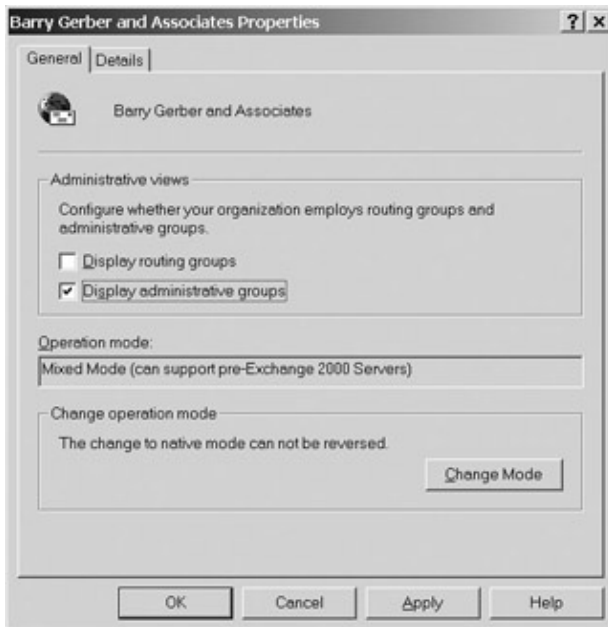 Barry Gerber and Associates Properties
General
Details
Barry Gerber and Associates
Administrative views
Configure whether your organization employs routing groups and
administrative groups.
Display routing groups
Display administrative groups
Operation mode:
Mixed Mode (can support pre-Exchange 2000 Servers)
Change operation mode
The change to native mode can not be reversed.
Change Mode
OK
Cancel
Apply
Help